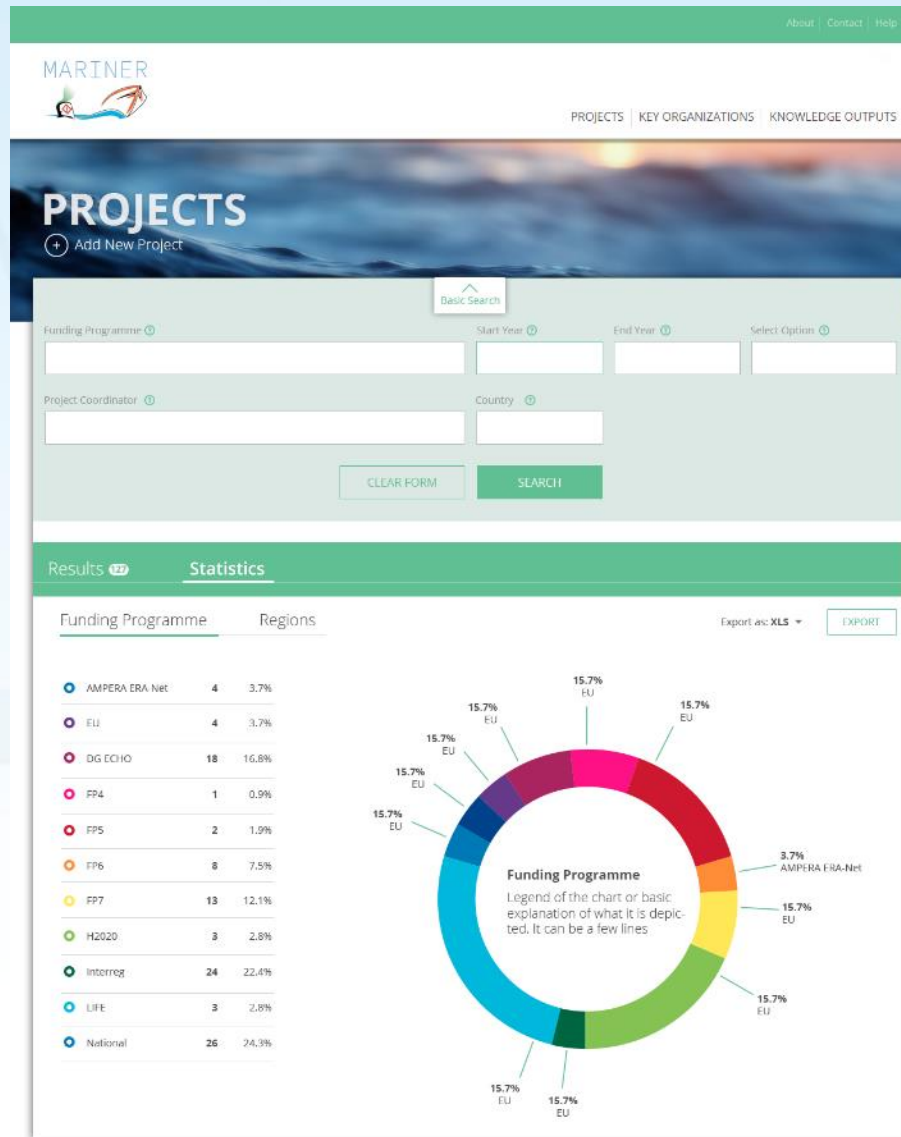 About Contact Help
MARINER
PROJECTS KEY ORGANIZATIONS KNOWLEDGE OUTPUTS
PROJECTS
+ Add New Project
Basic Search
Funding Programme ? Start Year ? End Year ? Select Option ?
Project Coordinator ? Country ?
CLEAR FORM SEARCH
Results 127 Statistics
Funding Programme Regions Export as: XLS EXPORT
AMPERA ERA-Net 4 3.7%
EU 4 3.7%
DG ECHO 18 16.8%
FP4 1 0.9%
FP5 2 1.9%
FP6 8 7.5%
FP7 13 12.1%
H2020 3 2.8%
Interreg 24 22.4%
LIFE 3 2.8%
National 26 24.3%
15.7%
EU
15.7%
EU
15.7%
EU
15.7%
EU
15.7%
EU
15.7%
EU
15.7%
EU
3.7%
AMPERA ERA-Net
15.7%
EU
15.7%
EU
15.7%
EU
15.7%
EU
Funding Programme
Legend of the chart or basic
explanation of what it is depic-
ted. It can be a few lines